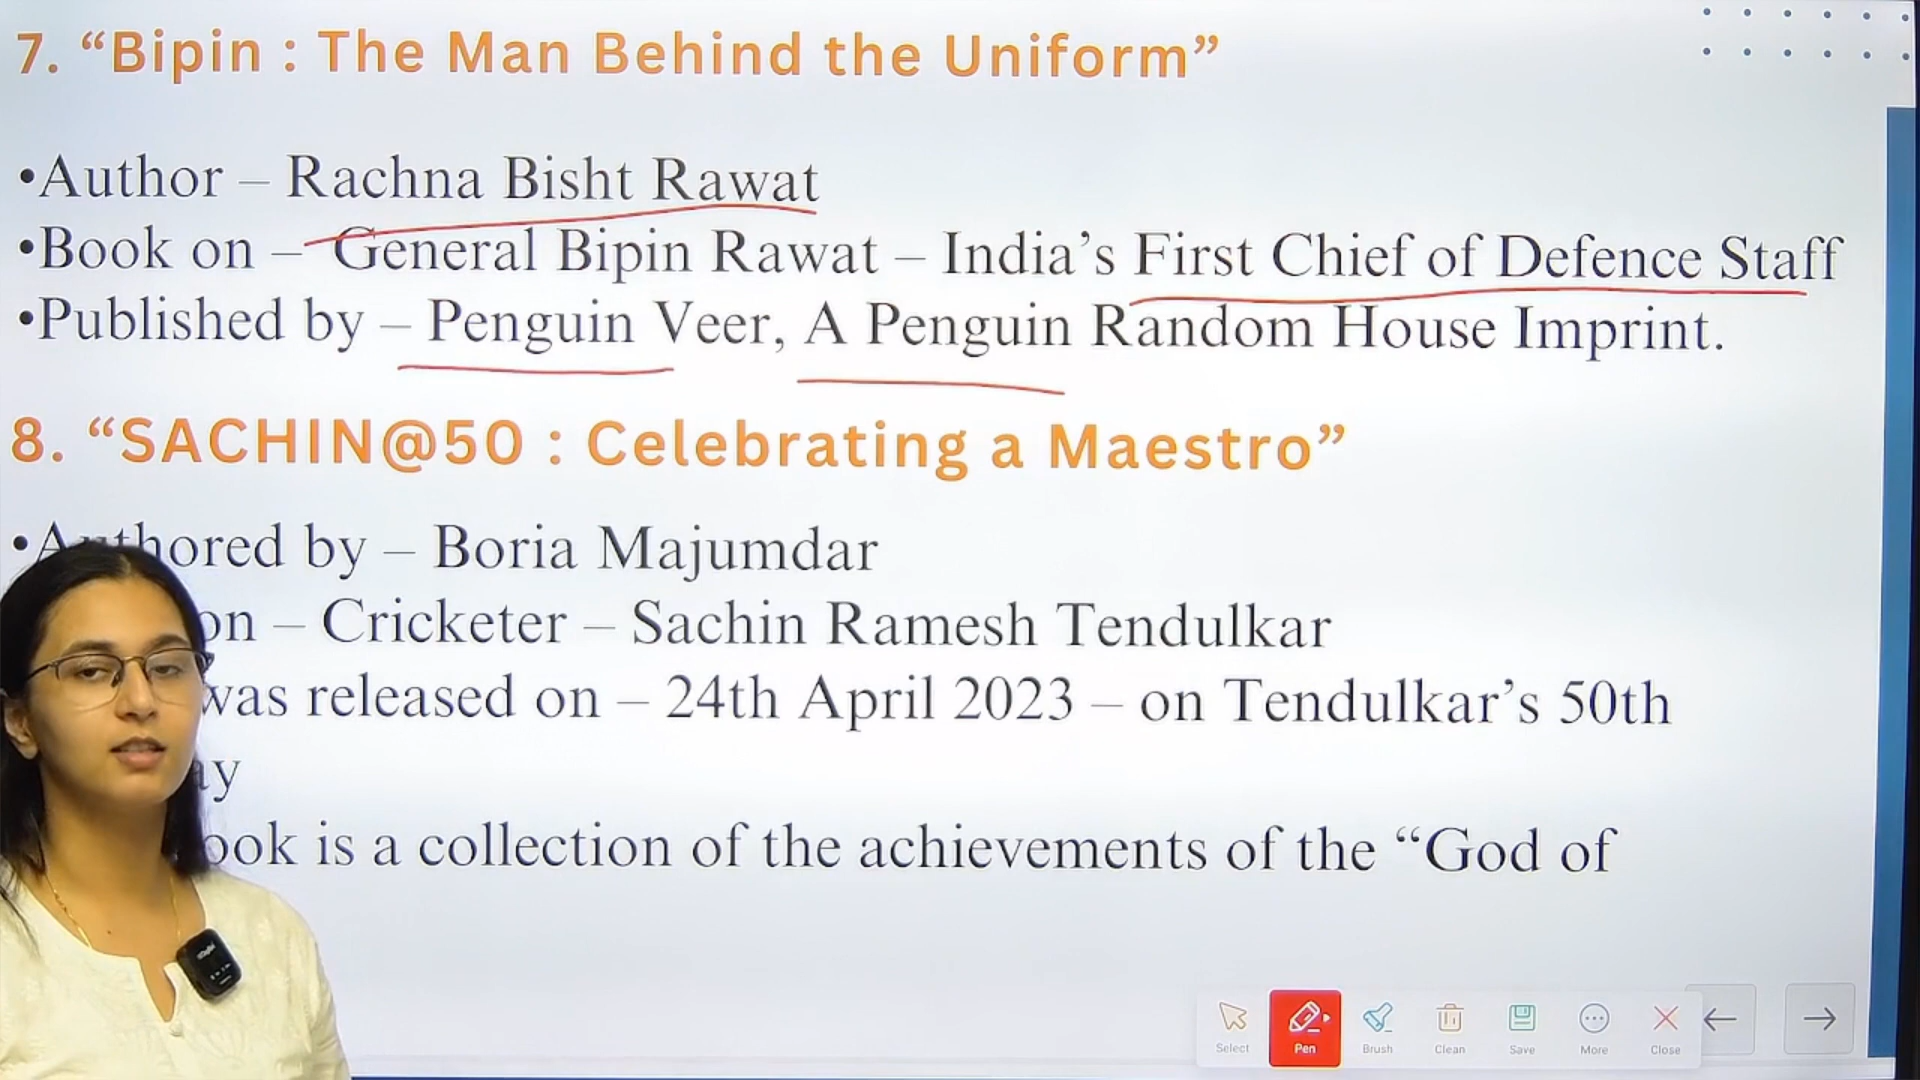 7. “Bipin : The Man Behind the Uniform”
•Author – Rachna Bisht Rawat
•Book on – General Bipin Rawat – India’s First Chief of Defence Staff
•Published by – Penguin Veer, A Penguin Random House Imprint.
8. “SACHIN@50 : Celebrating a Maestro”
•Authored by – Boria Majumdar
on – Cricketer – Sachin Ramesh Tendulkar
was released on – 24th April 2023 – on Tendulkar’s 50th
is a collection of the achievements of the “God of
Select Pen Brush Clean Save More Close